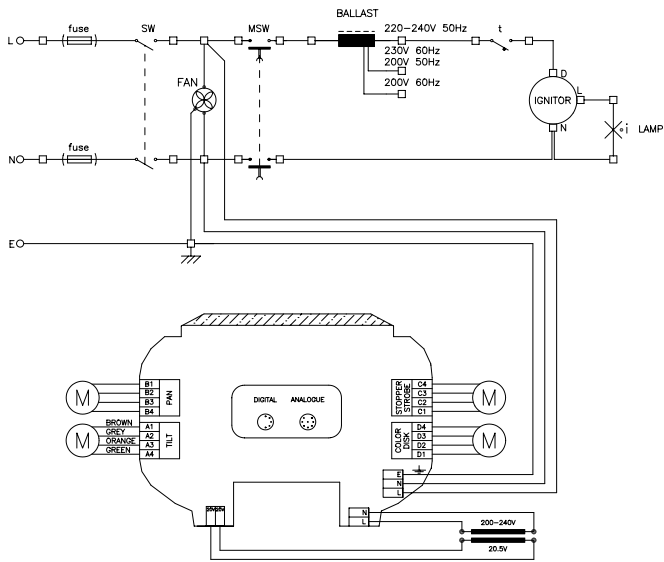 BALLAST
L
fuse
SW
MSW
220-240V 50Hz
230V 60Hz
200V 50Hz
200V 60Hz
t
FAN
D
IGNITOR
L
N
i
LAMP
N
fuse
E
M
B1
B2
B3
B4
PAN
BROWN
GREY
ORANGE
GREEN
M
A1
A2
A3
A4
TILT
DIGITAL
ANALOGUE
STOPPER
STROBE
C4
C3
C2
C1
M
COLOR
DISK
D4
D3
D2
D1
M
E
N
L
N
L
200-240V
20.5V